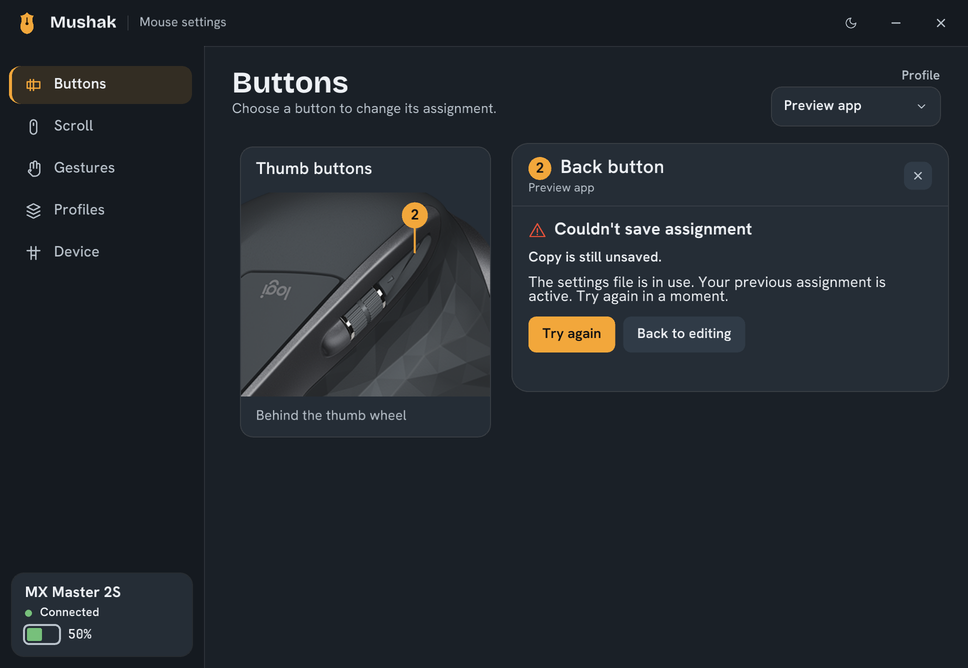 Mushak
Mouse settings
Buttons
Scroll
Gestures
Profiles
Device
MX Master 2S
Connected
50%
Buttons
Choose a button to change its assignment.
Profile
Preview app
Thumb buttons
2
logi
Behind the thumb wheel
2 Back button
Preview app
Couldn't save assignment
Copy is still unsaved.
The settings file is in use. Your previous assignment is
active. Try again in a moment.
Try again
Back to editing